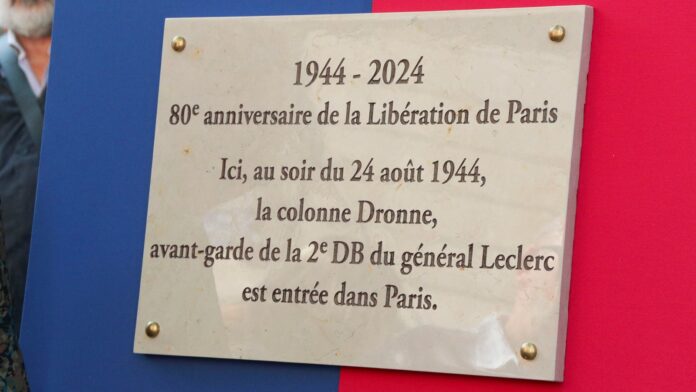 1944 - 2024
80e anniversaire de la Libération de Paris
Ici, au soir du 24 août 1944,
la colonne Dronne,
avant-garde de la 2e DB du général Leclerc
est entrée dans Paris.